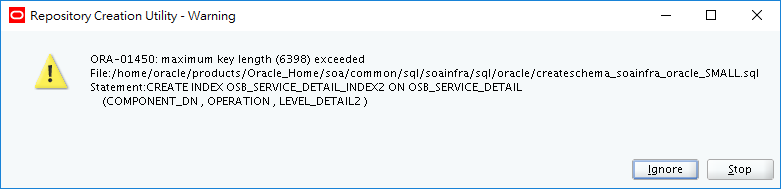 Repository Creation Utility - Warning
ORA-01450: maximum key length (6398) exceeded
File:/home/oracle/products/Oracle_Home/soa/common/sql/soainfra/sql/oracle/createschema_soainfra_oracle_SMALL.sql
Statement:CREATE INDEX OSB_SERVICE_DETAIL_INDEX2 ON OSB_SERVICE_DETAIL
(COMPONENT_DN , OPERATION , LEVEL_DETAIL2 )
Ignore Stop